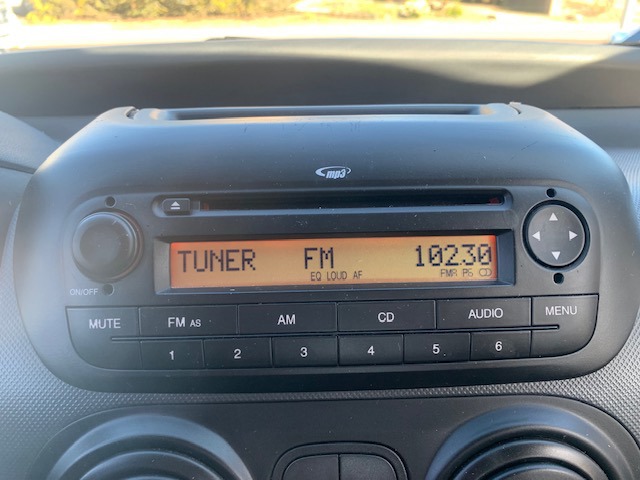 mp3
TUNER FM 10230
EQ LOUD AF FMR P6
ON/OFF
MUTE FM AS AM CD AUDIO MENU
1 2 3 4 5 6